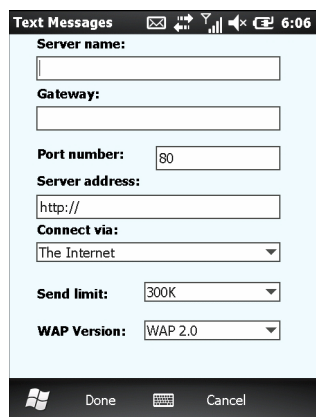 Text Messages 6:06
Server name:
Gateway:
Port number: 80
Server address:
http://
Connect via:
The Internet
Send limit: 300K
WAP Version: WAP 2.0
Done Cancel